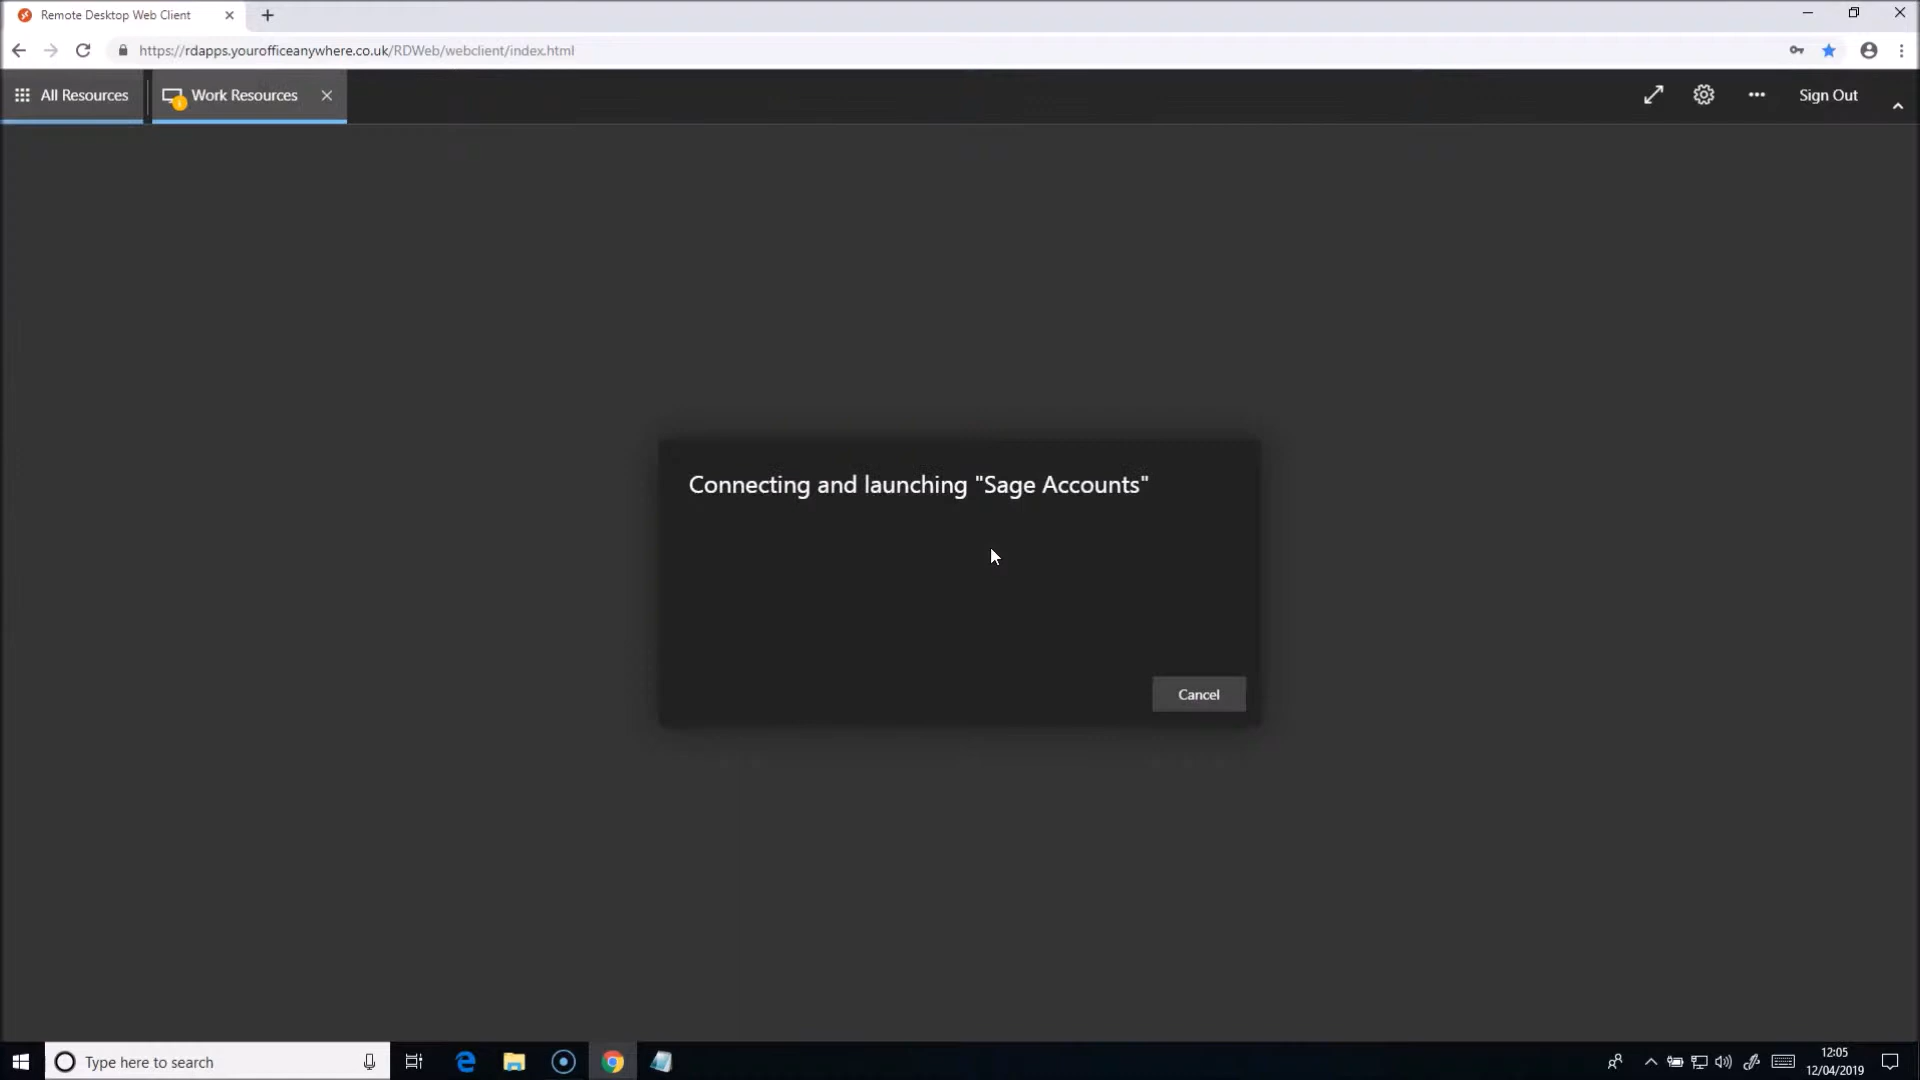 Remote Desktop Web Client
https://rdapps.yourofficeanywhere.co.uk/RDWeb/webclient/index.html
All Resources
Work Resources
Sign Out
Connecting and launching "Sage Accounts"
Cancel
Type here to search
12:05
12/04/2019